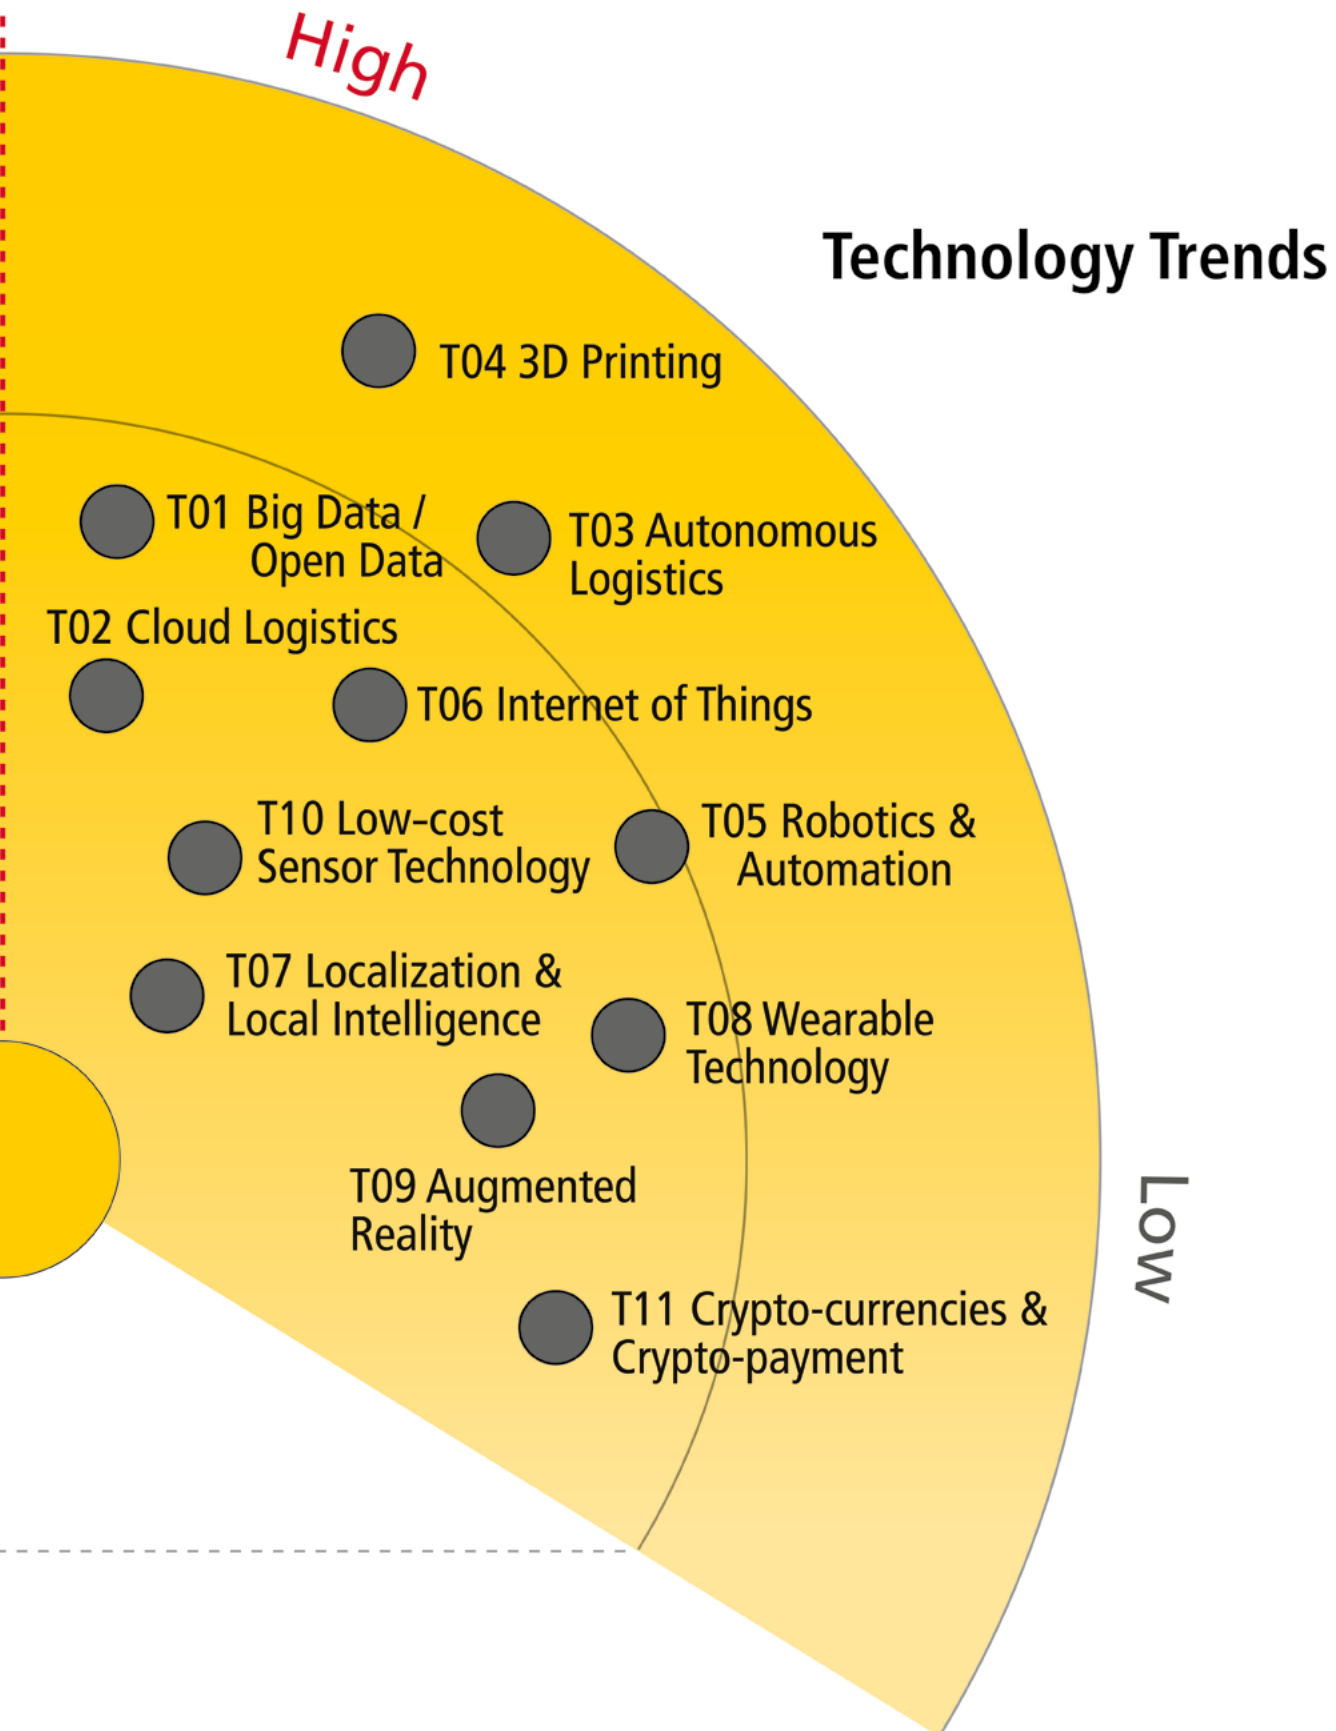 High
Technology Trends
T04 3D Printing
T01 Big Data /
Open Data
T03 Autonomous
Logistics
T02 Cloud Logistics
T06 Internet of Things
T10 Low-cost
Sensor Technology
T05 Robotics &
Automation
T07 Localization &
Local Intelligence
T08 Wearable
Technology
T09 Augmented
Reality
Low
T11 Crypto-currencies &
Crypto-payment